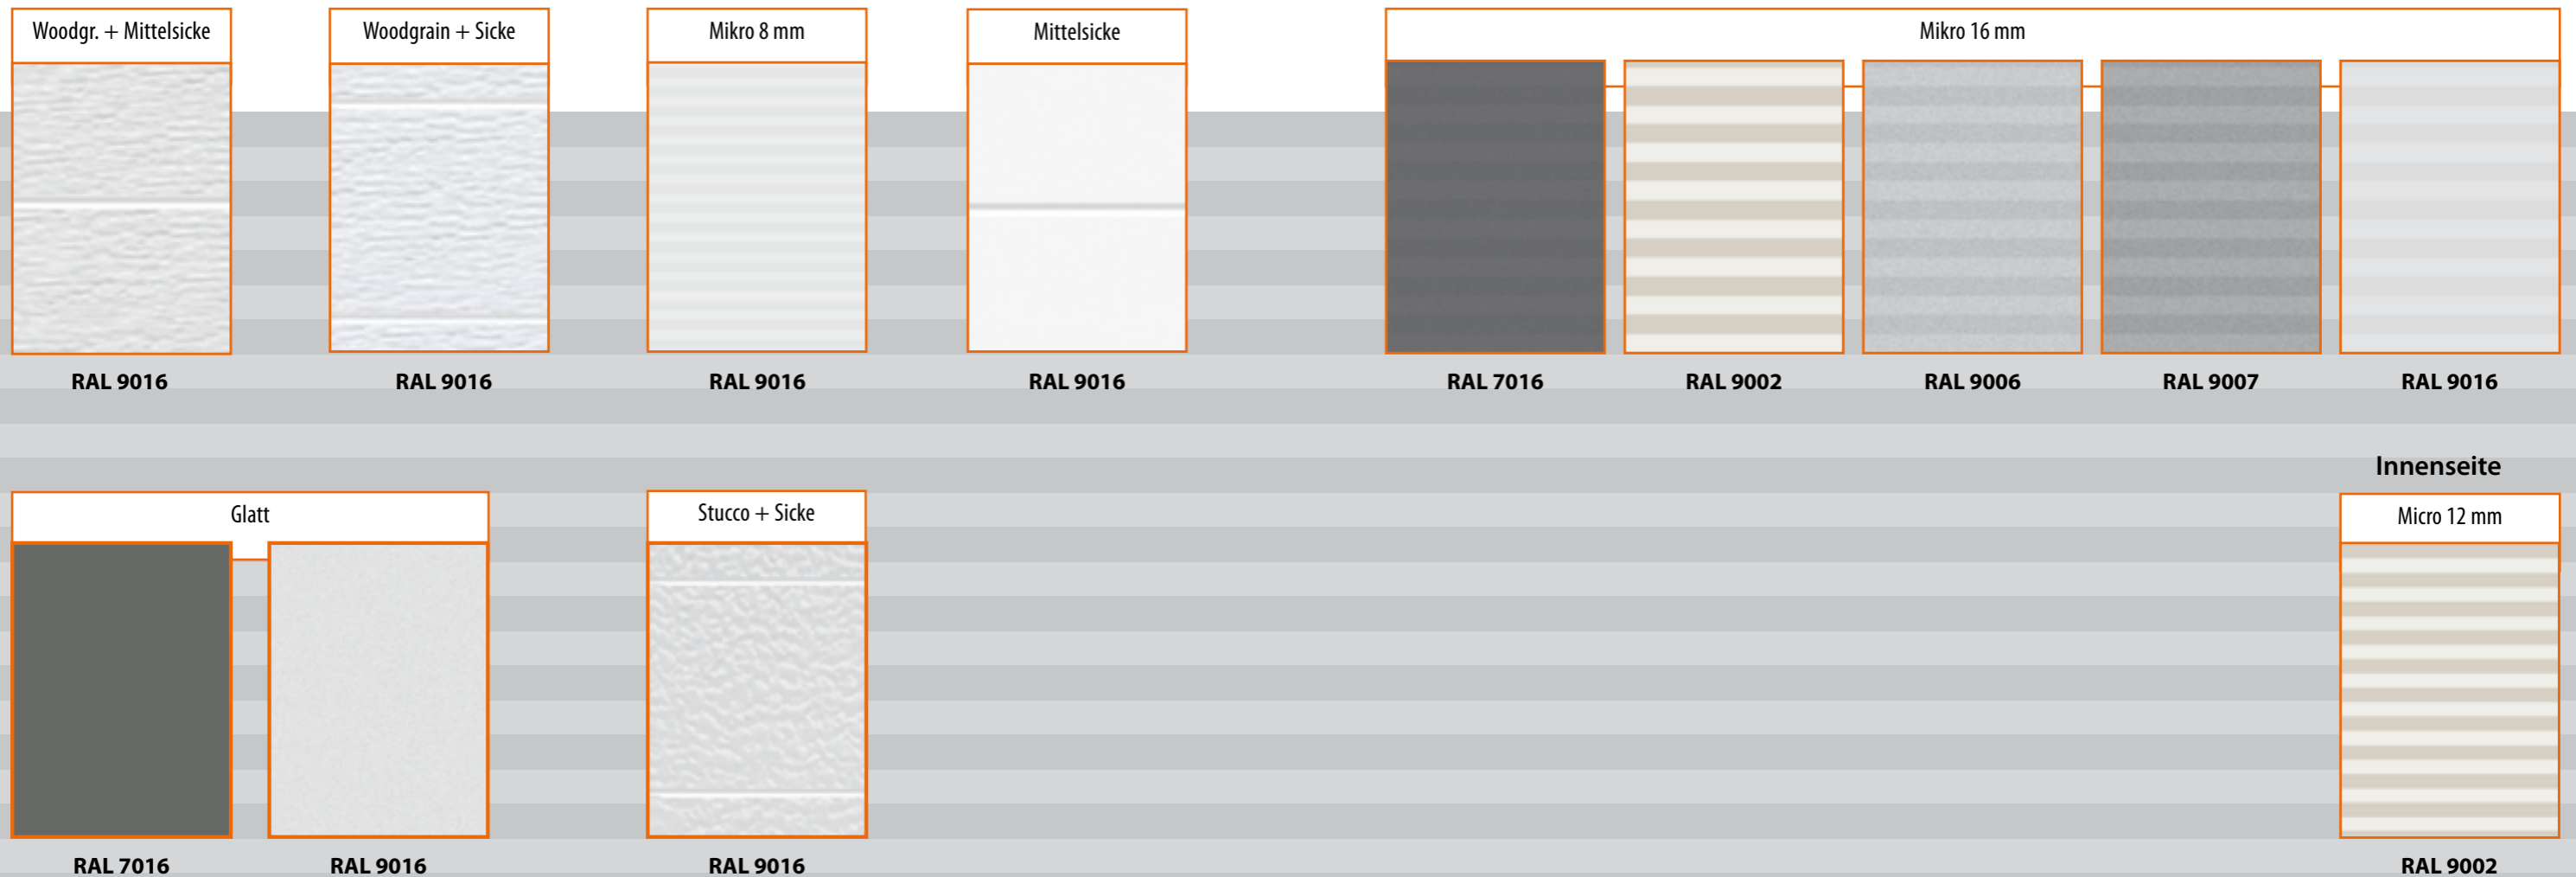 Woodgr. + Mittelsicke
Woodgrain + Sicke
Mikro 8 mm
Mittelsicke
Mikro 16 mm
RAL 9016
RAL 9016
RAL 9016
RAL 9016
RAL 7016
RAL 9002
RAL 9006
RAL 9007
RAL 9016
Innenseite
Glatt
Stucco + Sicke
Micro 12 mm
RAL 7016
RAL 9016
RAL 9016
RAL 9002